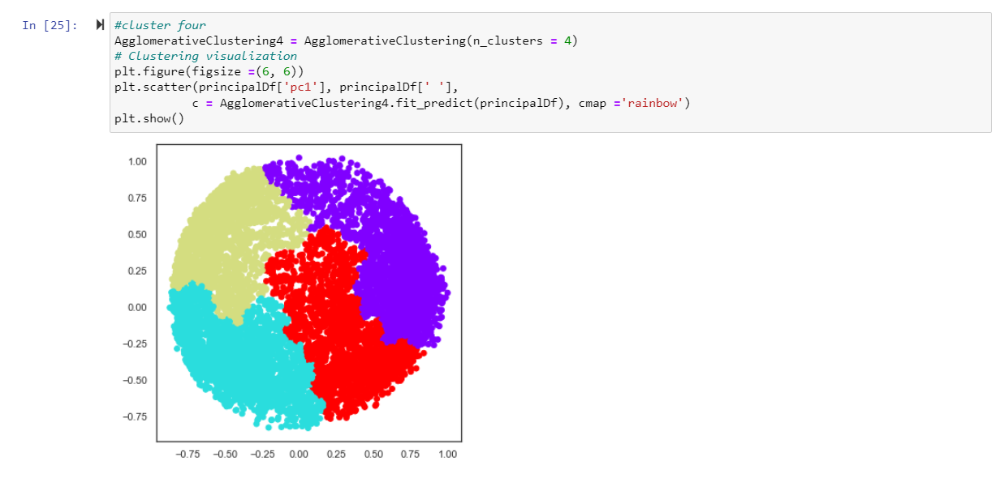 In [25]:
#cluster four
AgglomerativeClustering4 = AgglomerativeClustering(n_clusters = 4)
# Clustering visualization
plt.figure(figsize =(6, 6))
plt.scatter(principalDf['pc1'], principalDf[' '],
c = AgglomerativeClustering4.fit_predict(principalDf), cmap ='rainbow')
plt.show()
1.00
0.75
0.50
0.25
0.00
−0.25
−0.50
−0.75
−0.75 −0.50 −0.25 0.00 0.25 0.50 0.75 1.00